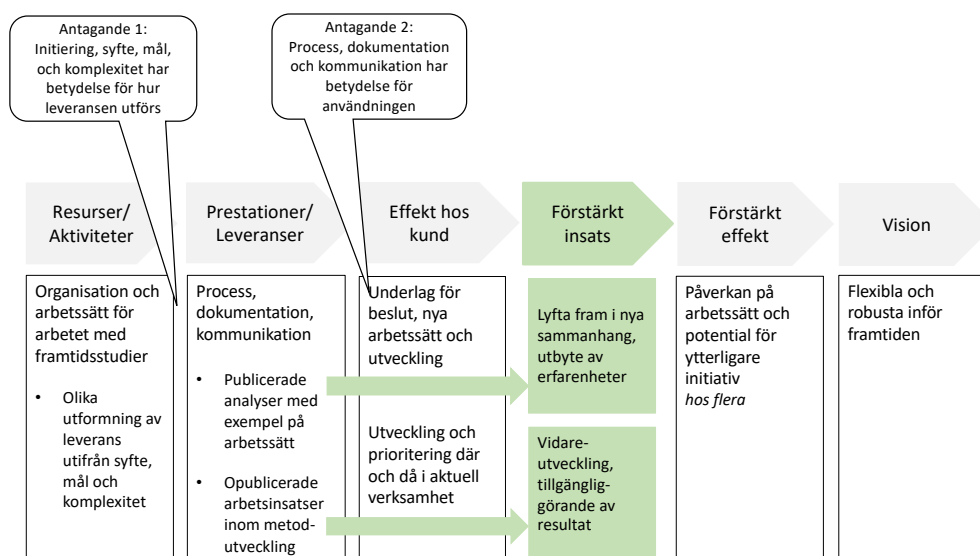 Antagande 1:
Initiering, syfte, mål,
och komplexitet har
betydelse för hur
leveransen utförs
Antagande 2:
Process, dokumentation
och kommunikation har
betydelse för
användningen
Resurser/
Aktiviteter
Prestationer/
Leveranser
Effekt hos
kund
Förstärkt
insats
Förstärkt
effekt
Vision
Organisation och
arbetssätt för
arbetet med
framtidsstudier
• Olika
utformning av
leverans
utifrån syfte,
mål och
komplexitet
Process,
dokumentation,
kommunikation
• Publicerade
analyser med
exempel på
arbetssätt
• Opublicerade
arbetsinsatser
inom metod-
utveckling
Underlag för
beslut, nya
arbetssätt och
utveckling
Utveckling och
prioritering där
och då i aktuell
verksamhet
Lyfta fram i nya
sammanhang,
utbyte av
erfarenheter
Vidare-
utveckling,
tillgänglig-
görande av
resultat
Påverkan på
arbetssätt och
potential för
ytterligare
initiativ
hos flera
Flexibla och
robusta inför
framtiden